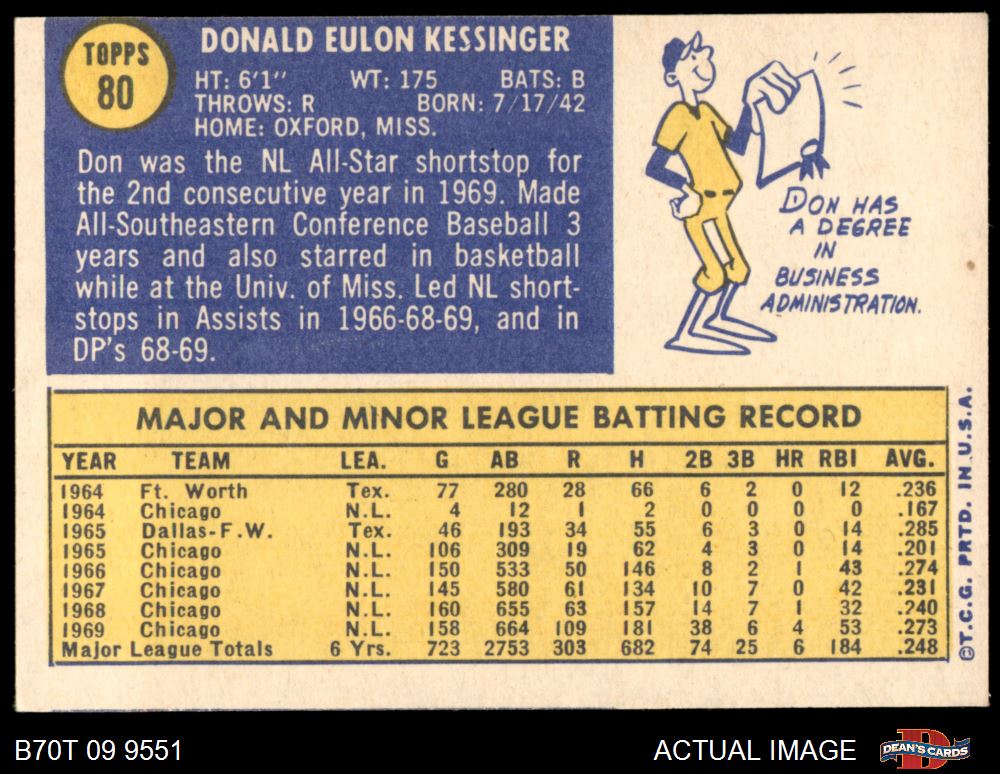 TOPPS
80
DONALD EULON KESSINGER
HT: 6'1" WT: 175 BATS: B
THROWS: R BORN: 7/17/42
HOME: OXFORD, MISS.
Don was the NL All-Star shortstop for
the 2nd consecutive year in 1969. Made
All-Southeastern Conference Baseball 3
years and also starred in basketball
while at the Univ. of Miss. Led NL short-
stops in Assists in 1966-68-69, and in
DP's 68-69.
DON HAS
A DEGREE
IN
BUSINESS
ADMINISTRATION.
MAJOR AND MINOR LEAGUE BATTING RECORD
YEAR TEAM LEA. G AB R H 2B 3B HR RBI AVG.
1964 Ft. Worth Tex. 77 280 28 66 6 2 0 12 .236
1964 Chicago N.L. 4 12 1 2 0 0 0 0 .167
1965 Dallas-F.W. Tex. 46 193 34 55 6 3 0 14 .285
1965 Chicago N.L. 106 309 19 62 4 3 0 14 .201
1966 Chicago N.L. 150 533 50 146 8 2 1 43 .274
1967 Chicago N.L. 145 580 61 134 10 7 0 42 .231
1968 Chicago N.L. 160 655 63 157 14 7 1 32 .240
1969 Chicago N.L. 158 664 109 181 38 6 4 53 .273
Major League Totals 6 Yrs. 723 2753 303 682 74 25 6 184 .248
©T.C.G. PRTD. IN U.S.A.
B70T 09 9551
ACTUAL IMAGE
DEAN'S CARDS